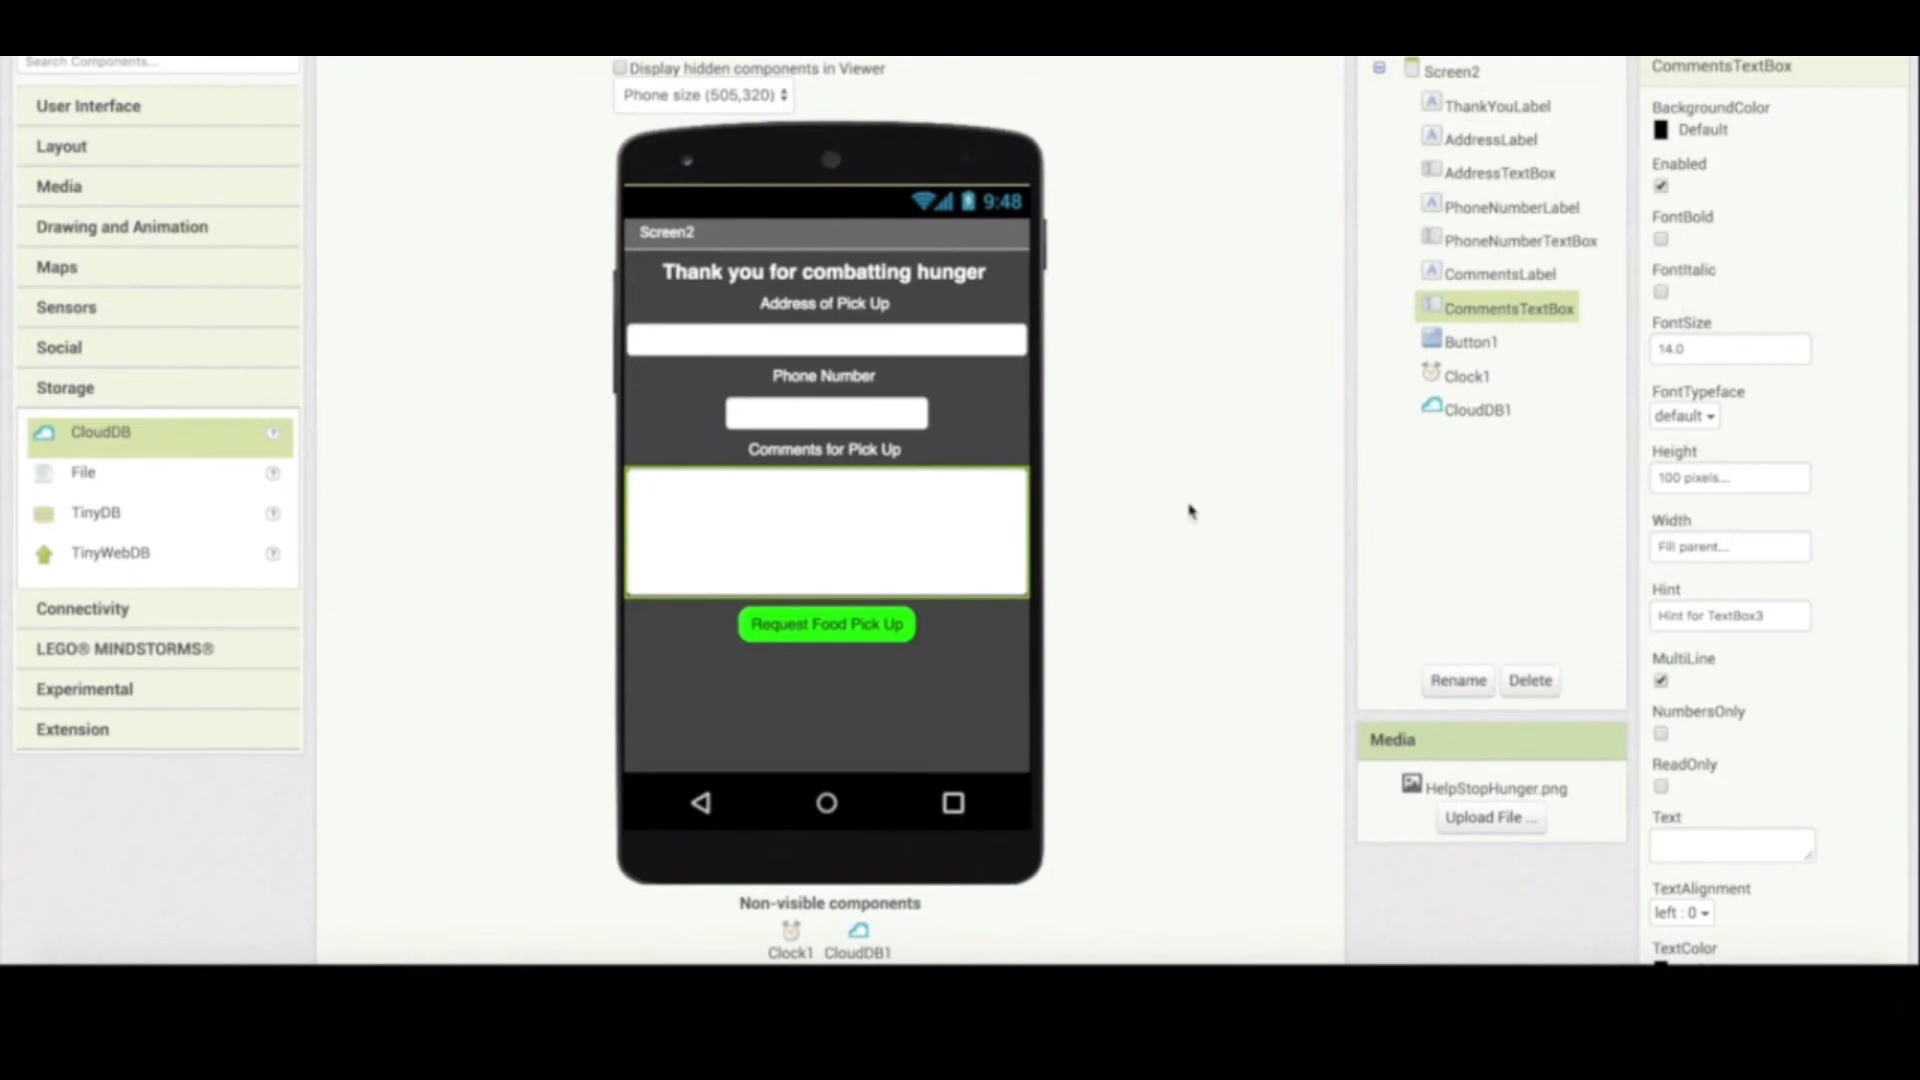 Search Components...
User Interface
Layout
Media
Drawing and Animation
Maps
Sensors
Social
Storage
CloudDB ?
File ?
TinyDB ?
TinyWebDB ?
Connectivity
LEGO® MINDSTORMS®
Experimental
Extension
Display hidden components in Viewer
Phone size (505,320)
9:48
Screen2
Thank you for combatting hunger
Address of Pick Up
Phone Number
Comments for Pick Up
Request Food Pick Up
Non-visible components
Clock1 CloudDB1
Screen2
ThankYouLabel
AddressLabel
AddressTextBox
PhoneNumberLabel
PhoneNumberTextBox
CommentsLabel
CommentsTextBox
Button1
Clock1
CloudDB1
Rename Delete
Media
HelpStopHunger.png
Upload File ...
CommentsTextBox
BackgroundColor
Default
Enabled
FontBold
FontItalic
FontSize
14.0
FontTypeface
default
Height
100 pixels...
Width
Fill parent...
Hint
Hint for TextBox3
MultiLine
NumbersOnly
ReadOnly
Text
TextAlignment
left : 0
TextColor